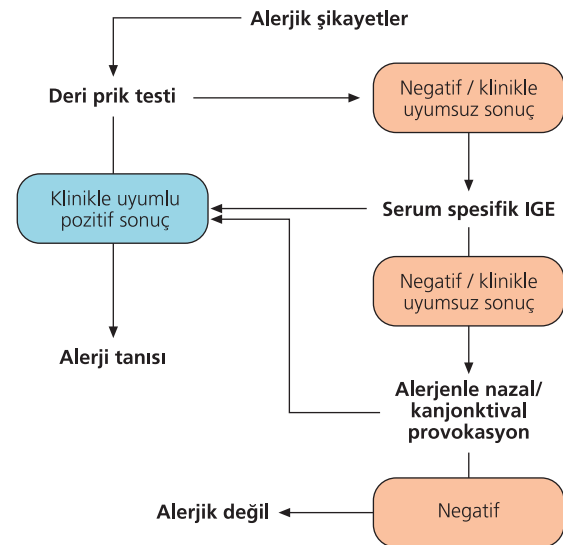 Alerjik şikayetler
Deri prik testi
Negatif / klinikle
uyumsuz sonuç
Klinikle uyumlu
pozitif sonuç
Serum spesifik IGE
Negatif / klinikle
uyumsuz sonuç
Alerji tanısı
Alerjenle nazal/
kanjonktival
provokasyon
Alerjik değil
Negatif